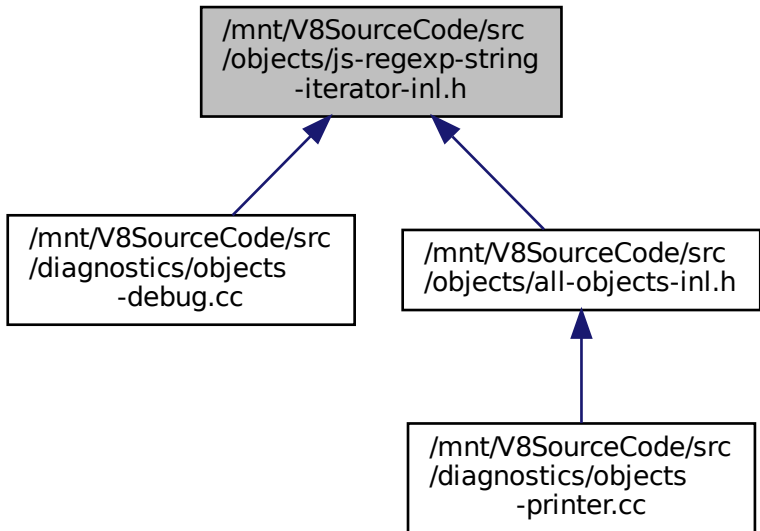 /mnt/V8SourceCode/src
/objects/js-regexp-string
-iterator-inl.h
/mnt/V8SourceCode/src
/diagnostics/objects
-debug.cc
/mnt/V8SourceCode/src
/objects/all-objects-inl.h
/mnt/V8SourceCode/src
/diagnostics/objects
-printer.cc